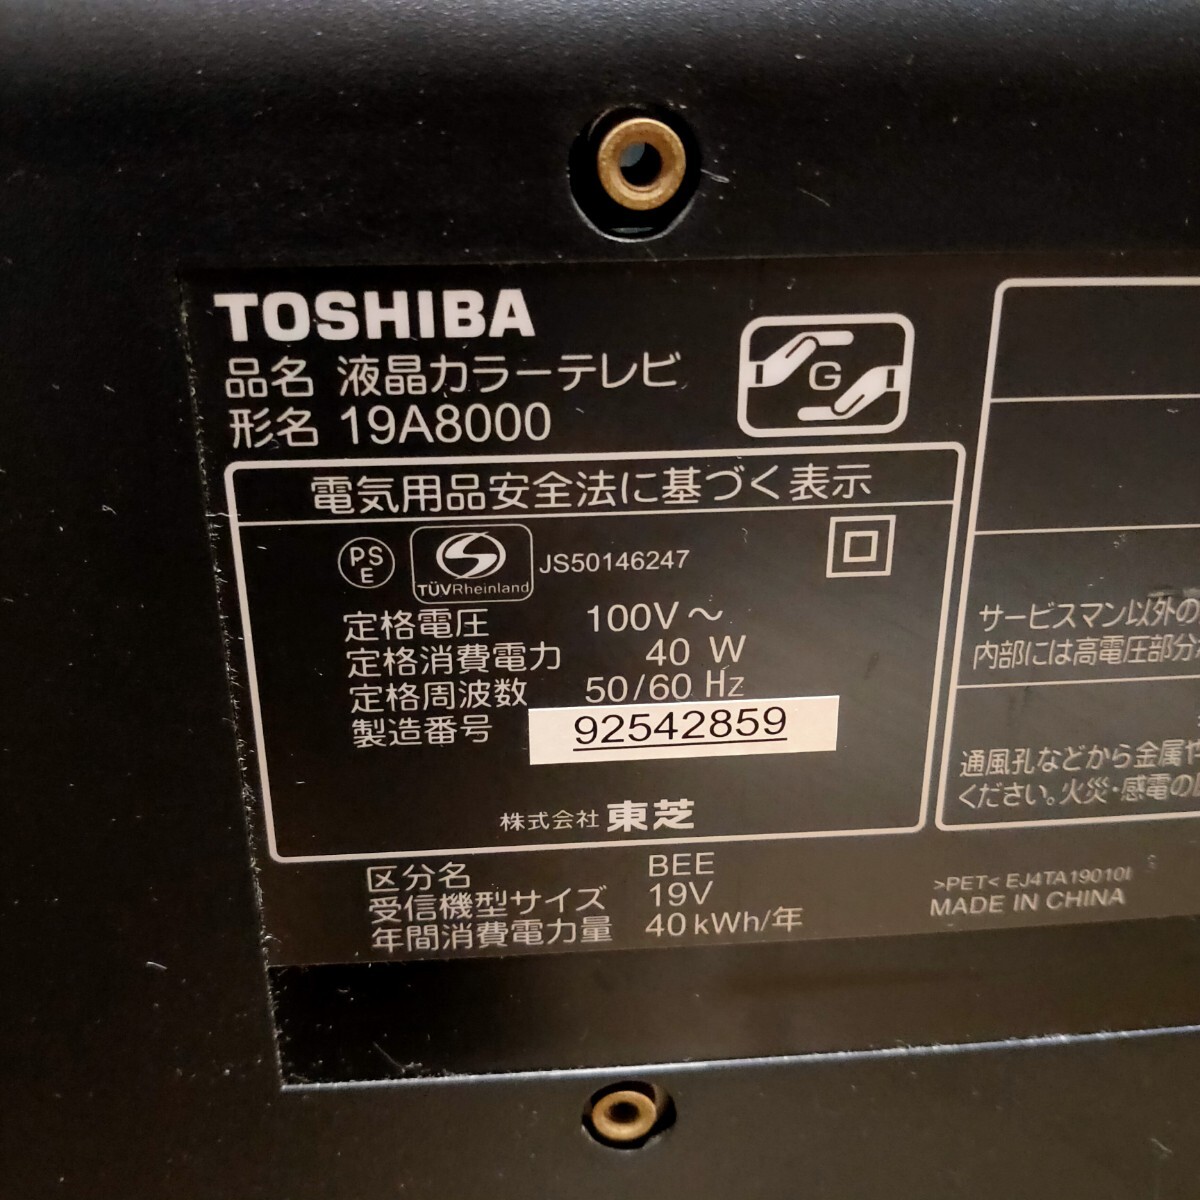 TOSHIBA
品名 液晶カラーテレビ
形名 19A8000
G
電気用品安全法に基づく表示
PSE
TÜVRheinland
JS50146247
定格電圧 100V～
定格消費電力 40 W
定格周波数 50/60 Hz
製造番号 92542859
株式会社 東芝
区分名 BEE
受信機型サイズ 19V
年間消費電力量 40kWh/年
サービスマン以外の
内部には高電圧部分
通風孔などから金属や
ください。火災・感電の
>PET< EJ4TA19010I S
MADE IN CHINA